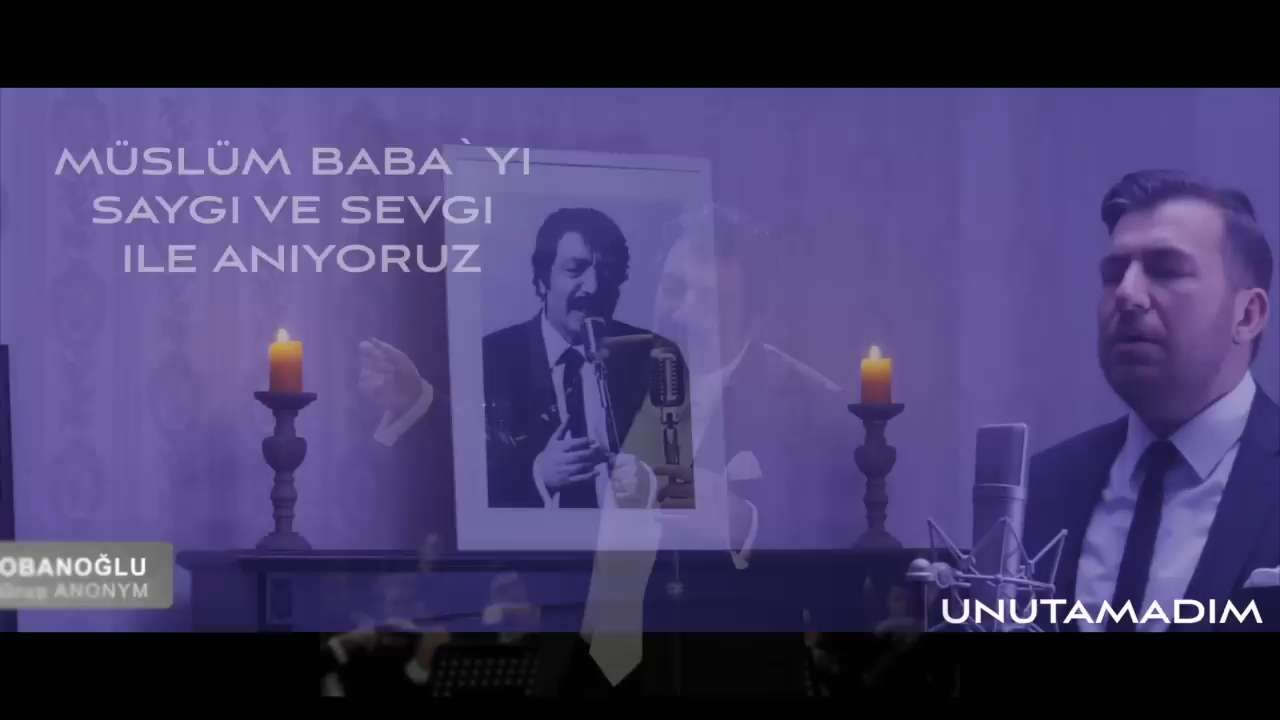 MÜSLÜM BABA`YI
SAYGI VE SEVGI
ILE ANIYORUZ
OBANOĞLU
ANONYM
UNUTAMADIM